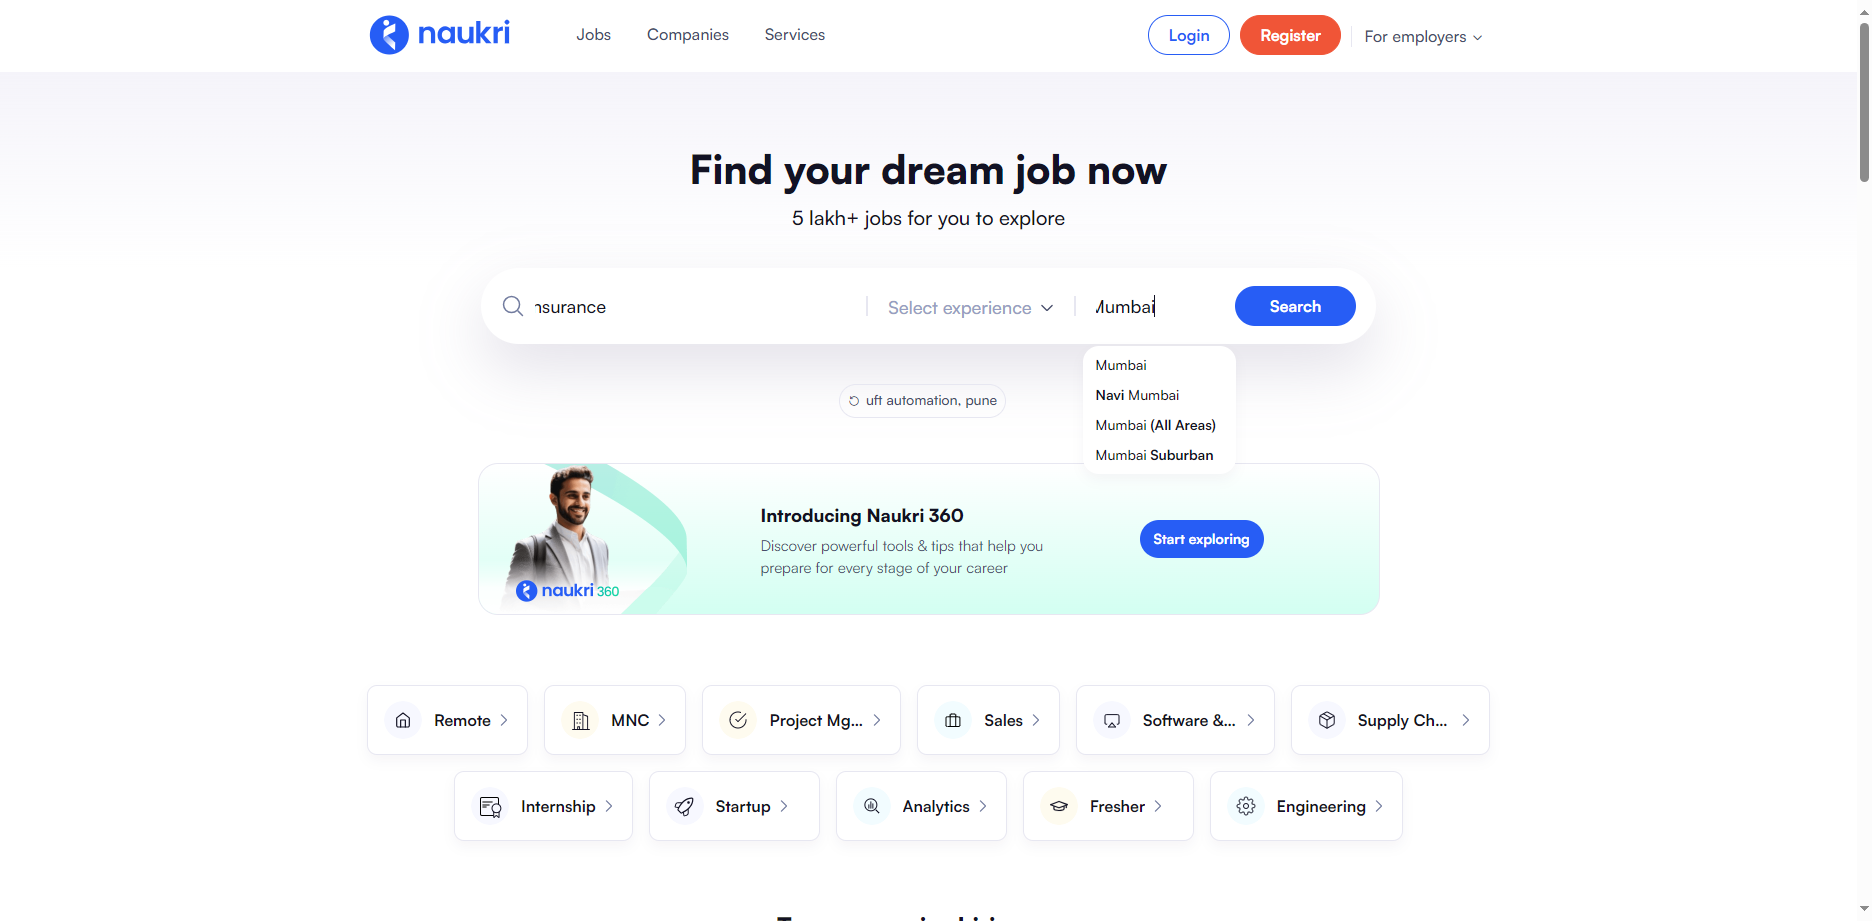 naukri
Jobs
Companies
Services
Login
Register
For employers
Find your dream job now
5 lakh+ jobs for you to explore
nsurance
Select experience
Mumbai
Search
Mumbai
Navi Mumbai
Mumbai (All Areas)
Mumbai Suburban
uft automation, pune
Introducing Naukri 360
Discover powerful tools & tips that help you
prepare for every stage of your career
Start exploring
naukri 360
Remote
MNC
Project Mg...
Sales
Software &...
Supply Ch...
Internship
Startup
Analytics
Fresher
Engineering